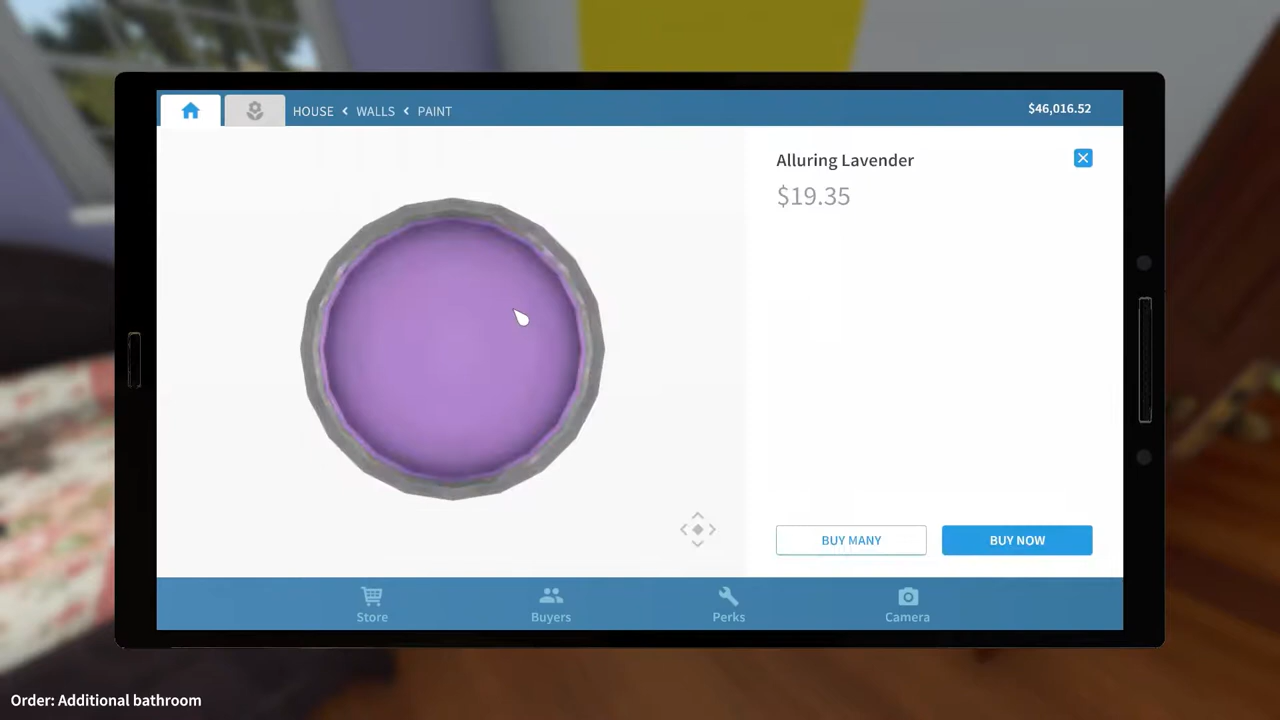 HOUSE < WALLS < PAINT
$46,016.52
Alluring Lavender
$19.35
BUY MANY
BUY NOW
Store
Buyers
Perks
Camera
Order: Additional bathroom